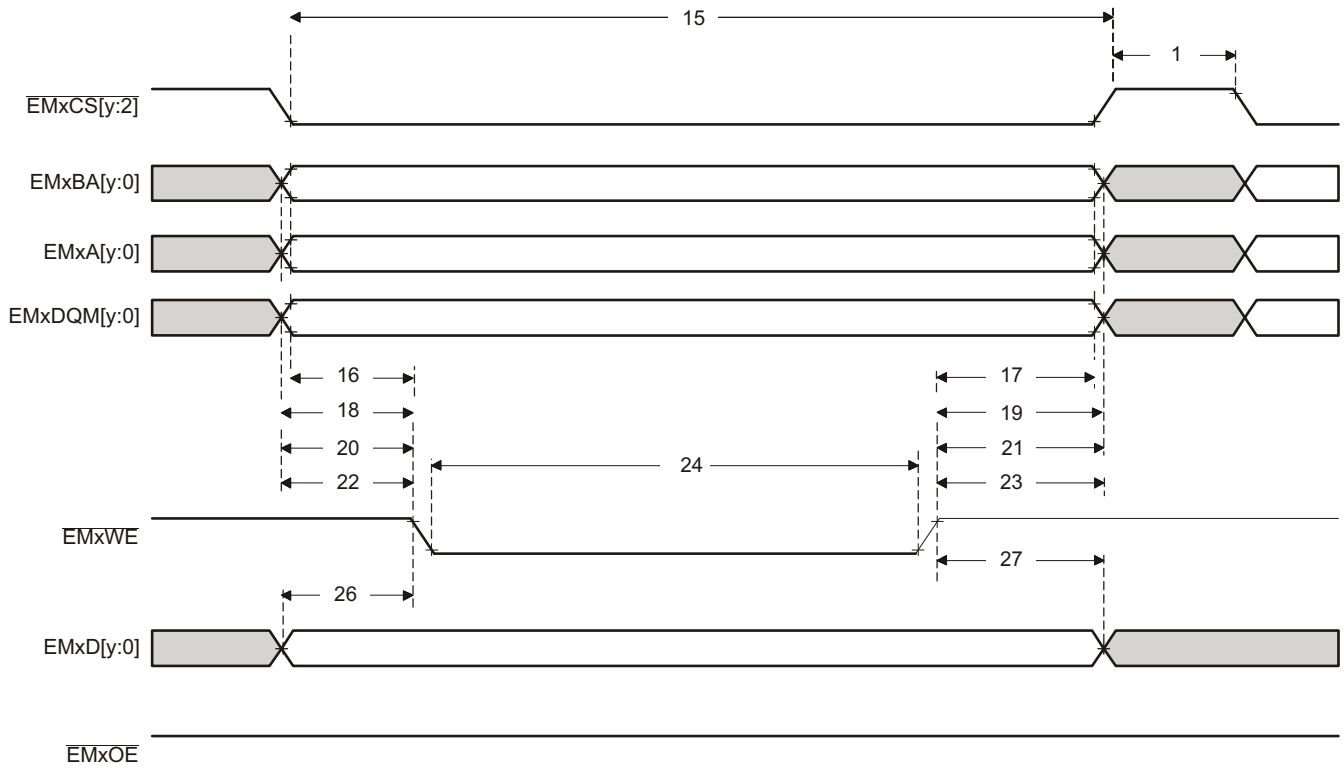 15
1
EMxCS[y:2]
EMxBA[y:0]
EMxA[y:0]
EMxDQM[y:0]
16 17
18 19
20 21
24
22 23
EMxWE
27
26
EMxD[y:0]
EMxOE